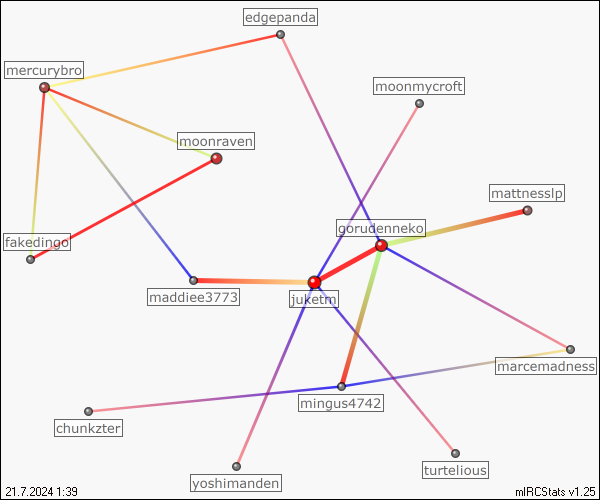 edgepanda
mercurybro
moonmycroft
moonraven
mattnesslp
gorudenneko
fakedingo
maddiee3773
juketm
marcemadness
mingus4742
chunkzter
turtelious
yoshimanden
21.7.2024 1:39
mIRCStats v1.25